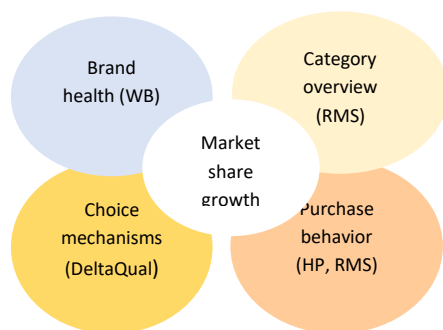 Brand
health (WB)
Category
overview
(RMS)
Market
share
growth
Choice
mechanisms
(DeltaQual)
Purchase
behavior
(HP, RMS)